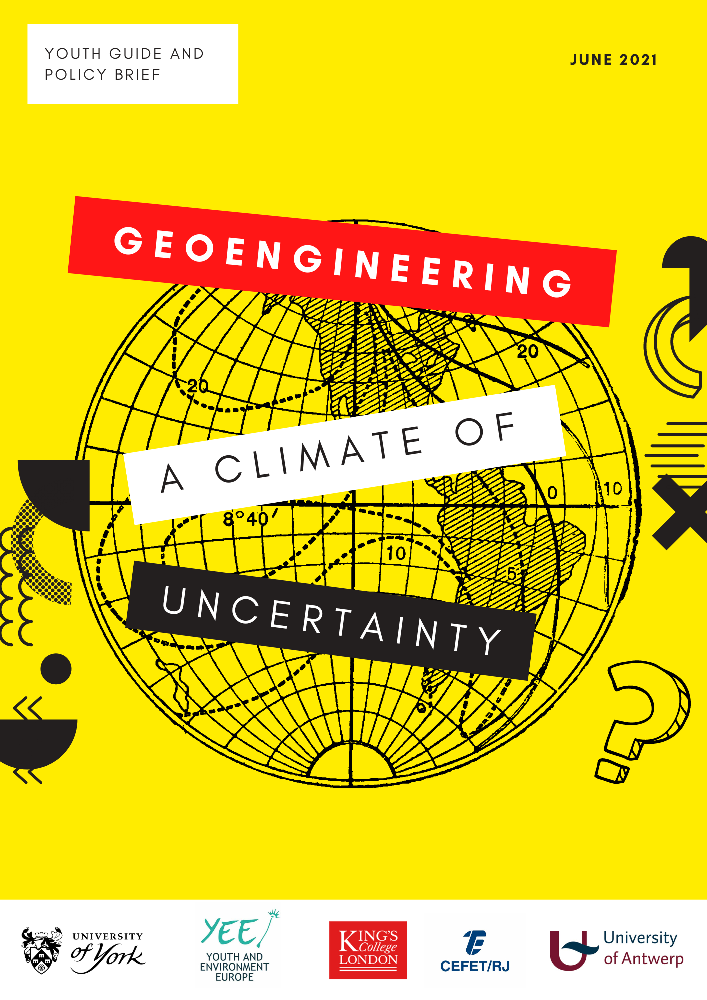 YOUTH GUIDE AND
POLICY BRIEF
JUNE 2021
GEOENGINEERING
20
20
A CLIMATE OF
0
10
8°40′
10
5
UNCERTAINTY
UNIVERSITY
of York
YEE
YOUTH AND
ENVIRONMENT
EUROPE
KING'S
College
LONDON
CEFET/RJ
University
of Antwerp